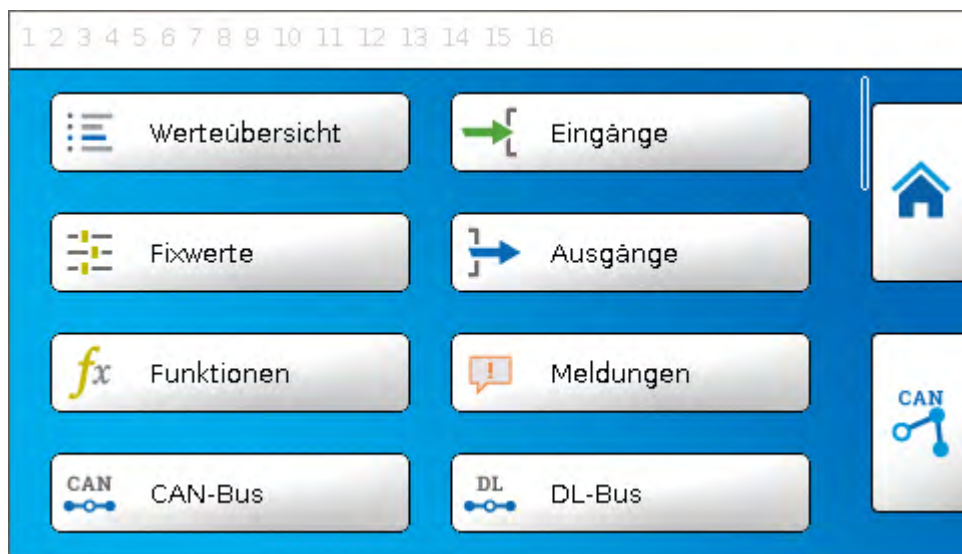 1 2 3 4 5 6 7 8 9 10 11 12 13 14 15 16
Werteübersicht
Eingänge
Fixwerte
Ausgänge
fx Funktionen
! Meldungen
CAN
CAN CAN-Bus
DL DL-Bus